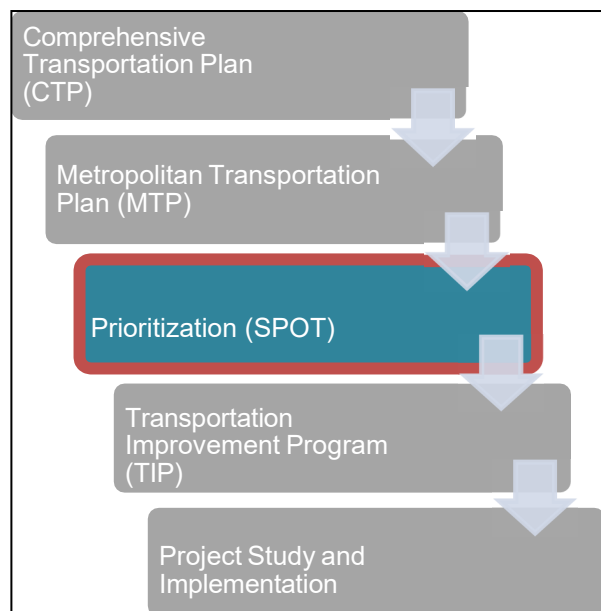 Comprehensive
Transportation Plan
(CTP)
Metropolitan Transportation
Plan (MTP)
Prioritization (SPOT)
Transportation
Improvement Program
(TIP)
Project Study and
Implementation